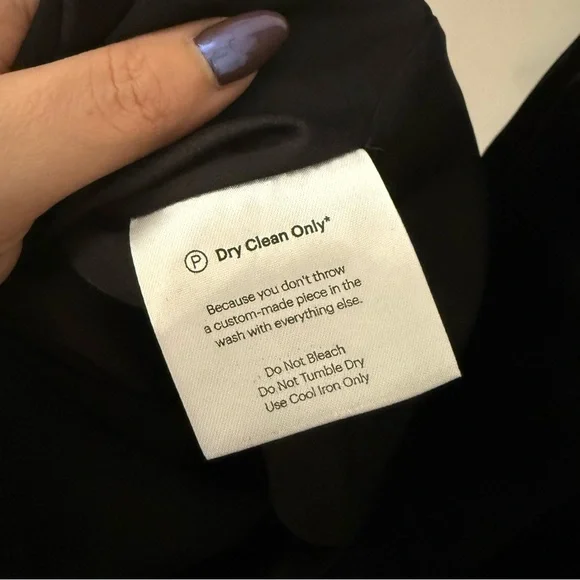 Ⓟ Dry Clean Only*
Because you don't throw
a custom-made piece in the
wash with everything else.
Do Not Bleach
Do Not Tumble Dry
Use Cool Iron Only